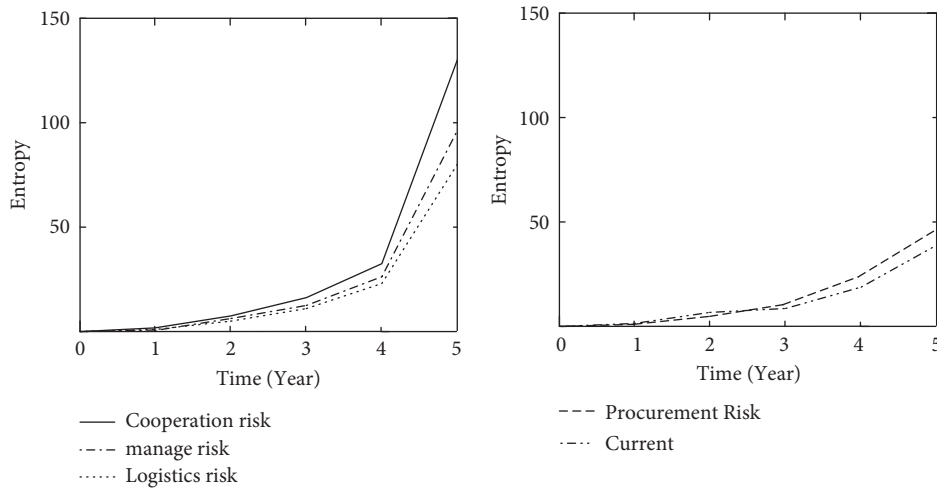 150
100
50
Entropy
0
1
2
3
4
5
Time (Year)
Cooperation risk
manage risk
Logistics risk
150
100
50
Entropy
0
1
2
3
4
5
Time (Year)
Procurement Risk
Current